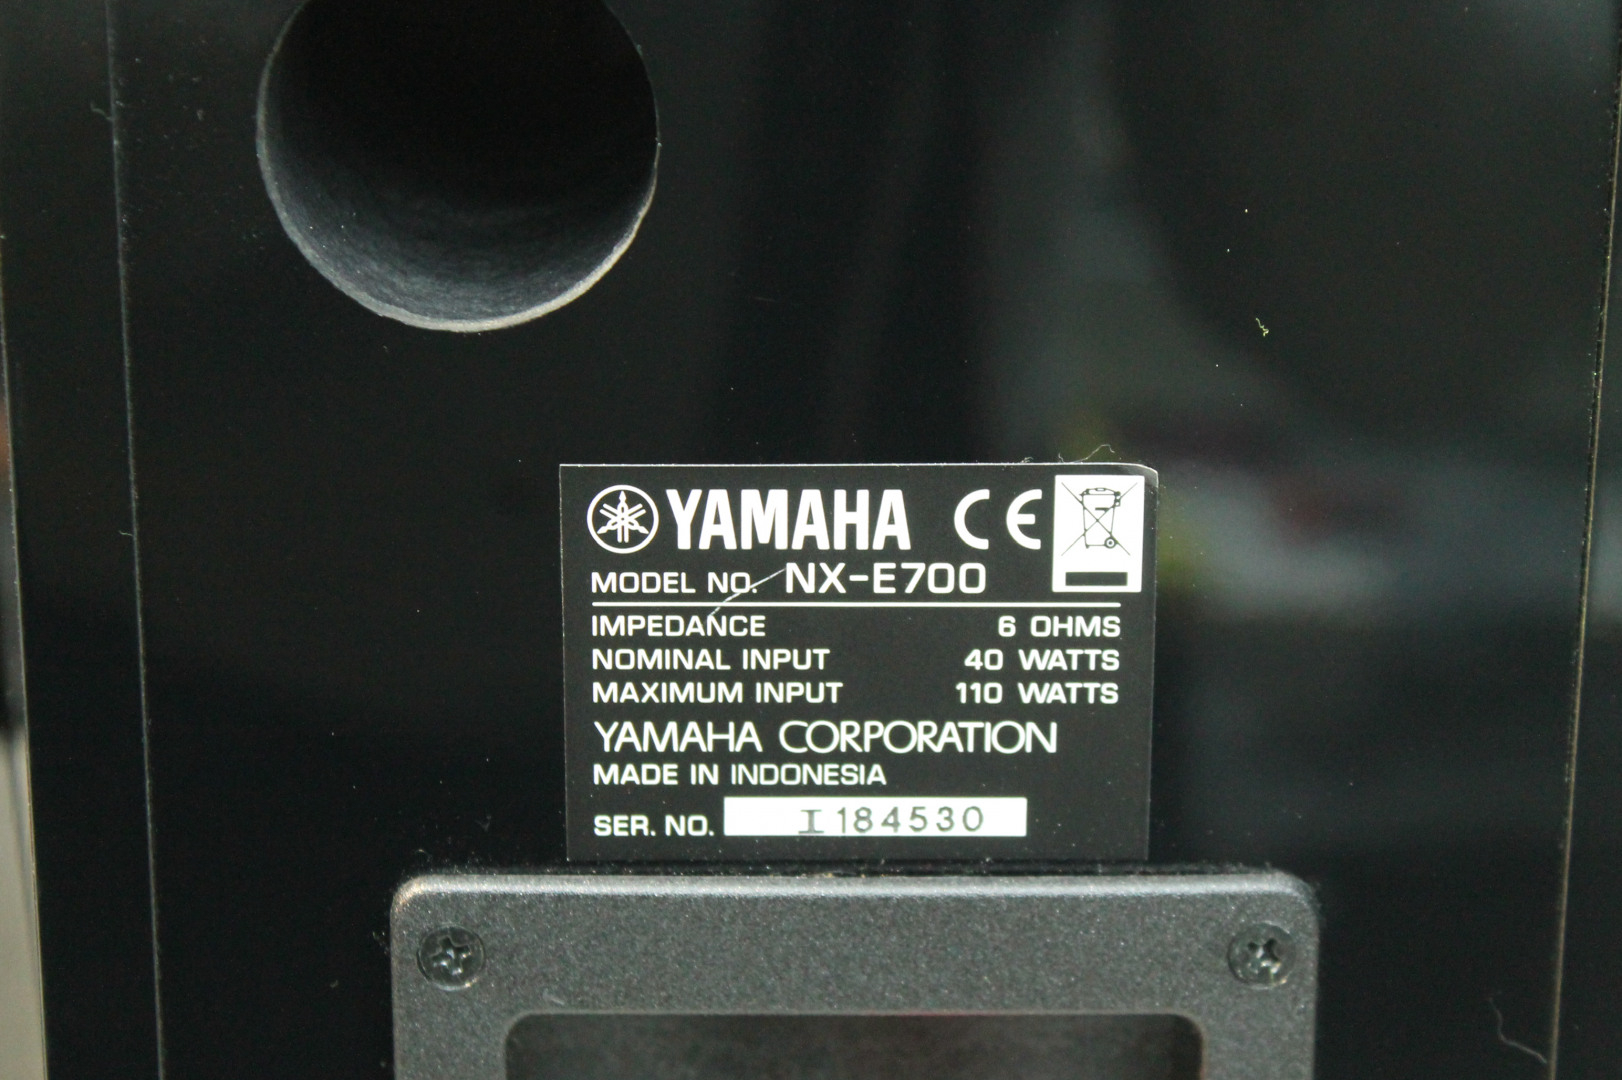 YAMAHA CE
MODEL NO. NX-E700
IMPEDANCE 6 OHMS
NOMINAL INPUT 40 WATTS
MAXIMUM INPUT 110 WATTS
YAMAHA CORPORATION
MADE IN INDONESIA
SER. NO. I184530